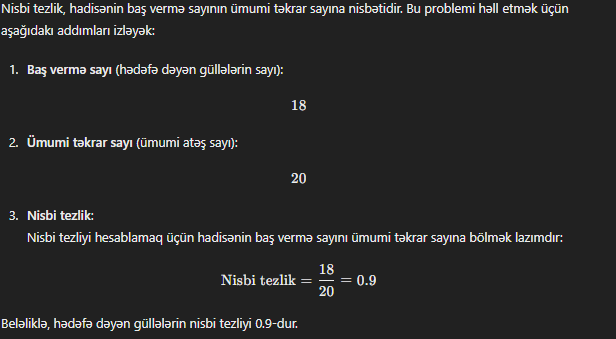 Nisbi tezlik, hadisənin baş vermə sayının ümumi təkrar sayına nisbətidir. Bu problemi həll etmək üçün
aşağıdakı addımları izləyək:
1. Baş vermə sayı (hədəfə dəyən güllələrin sayı):
18
2. Ümumi təkrar sayı (ümumi atəş sayı):
20
3. Nisbi tezlik:
Nisbi tezliyi hesablamaq üçün hadisənin baş vermə sayını ümumi təkrar sayına bölmək lazımdır:
Nisbi tezlik = 18/20 = 0.9
Beləliklə, hədəfə dəyən güllələrin nisbi tezliyi 0.9-dur.